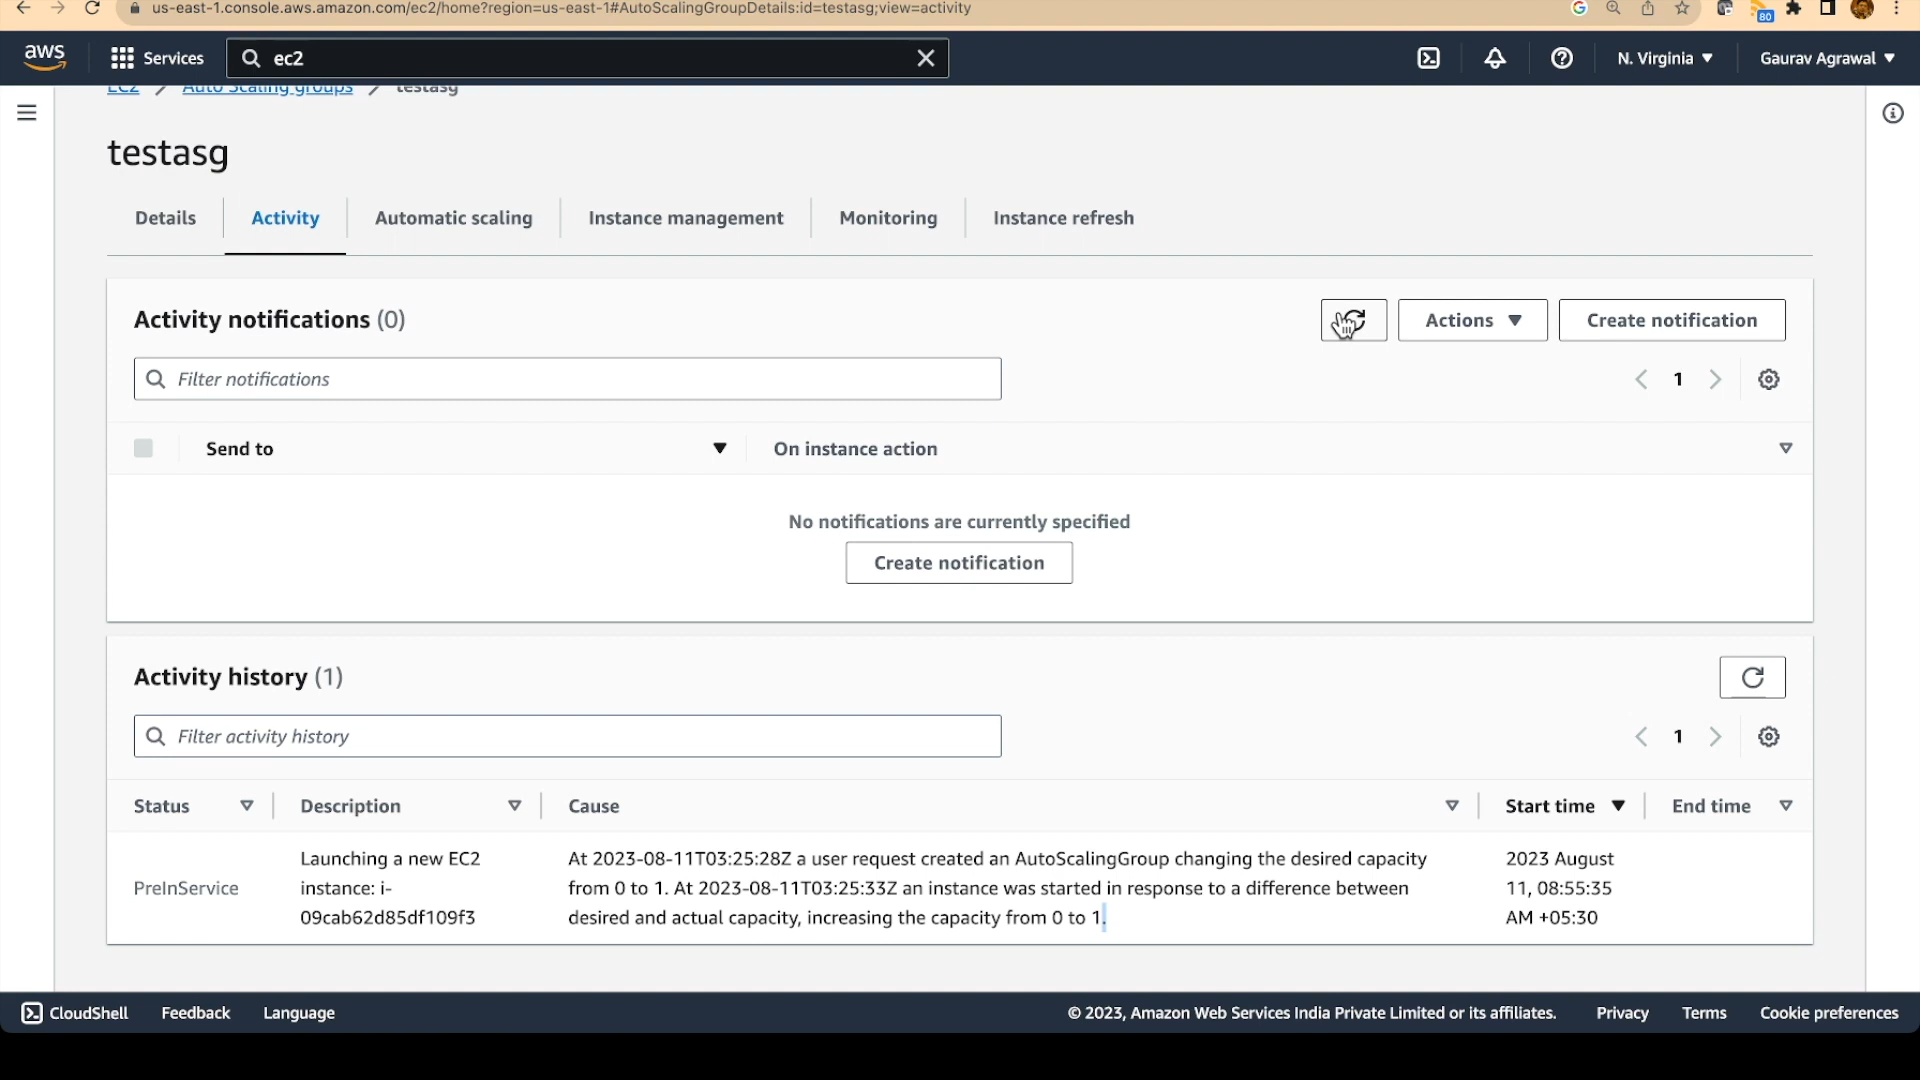 us-east-1.console.aws.amazon.com/ec2/home?region=us-east-1#AutoScalingGroupDetails:id=testasg;view=activity
80
aws
Services
ec2
N. Virginia
Gaurav Agrawal
EC2
Auto Scaling groups
testasg
testasg
Details
Activity
Automatic scaling
Instance management
Monitoring
Instance refresh
Activity notifications (0)
Actions
Create notification
Filter notifications
1
Send to
On instance action
No notifications are currently specified
Create notification
Activity history (1)
Filter activity history
1
Status
Description
Cause
Start time
End time
PreInService
Launching a new EC2
instance: i-
09cab62d85df109f3
At 2023-08-11T03:25:28Z a user request created an AutoScalingGroup changing the desired capacity
from 0 to 1. At 2023-08-11T03:25:33Z an instance was started in response to a difference between
desired and actual capacity, increasing the capacity from 0 to 1.
2023 August
11, 08:55:35
AM +05:30
CloudShell
Feedback
Language
© 2023, Amazon Web Services India Private Limited or its affiliates.
Privacy
Terms
Cookie preferences